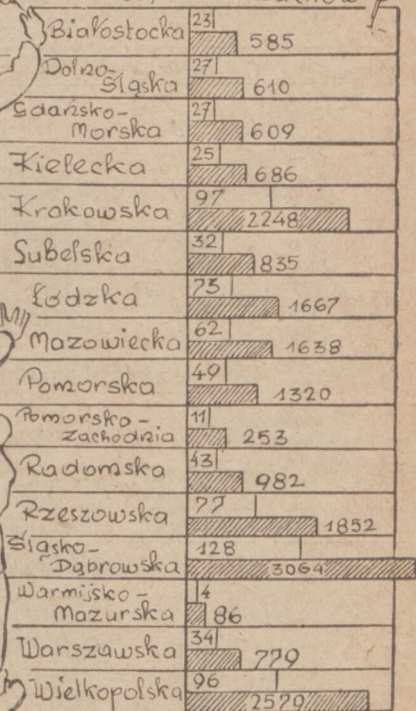 Białostocka 23 585
Dolno-
Śląska 27 610
Gdańsko-
Morska 27 609
Kielecka 25 686
Krakowska 97 2248
Lubelska 32 835
Łódzka 73 1667
Mazowiecka 62 1638
Pomorska 49 1320
Pomorsko-
Zachodnia 11 253
Radomska 43 982
Rzeszowska 77 1852
Śląsko-
Dąbrowska 128 3064
Warmijsko-
Mazurska 4 86
Warszawska 34 779
Wielkopolska 96 2579